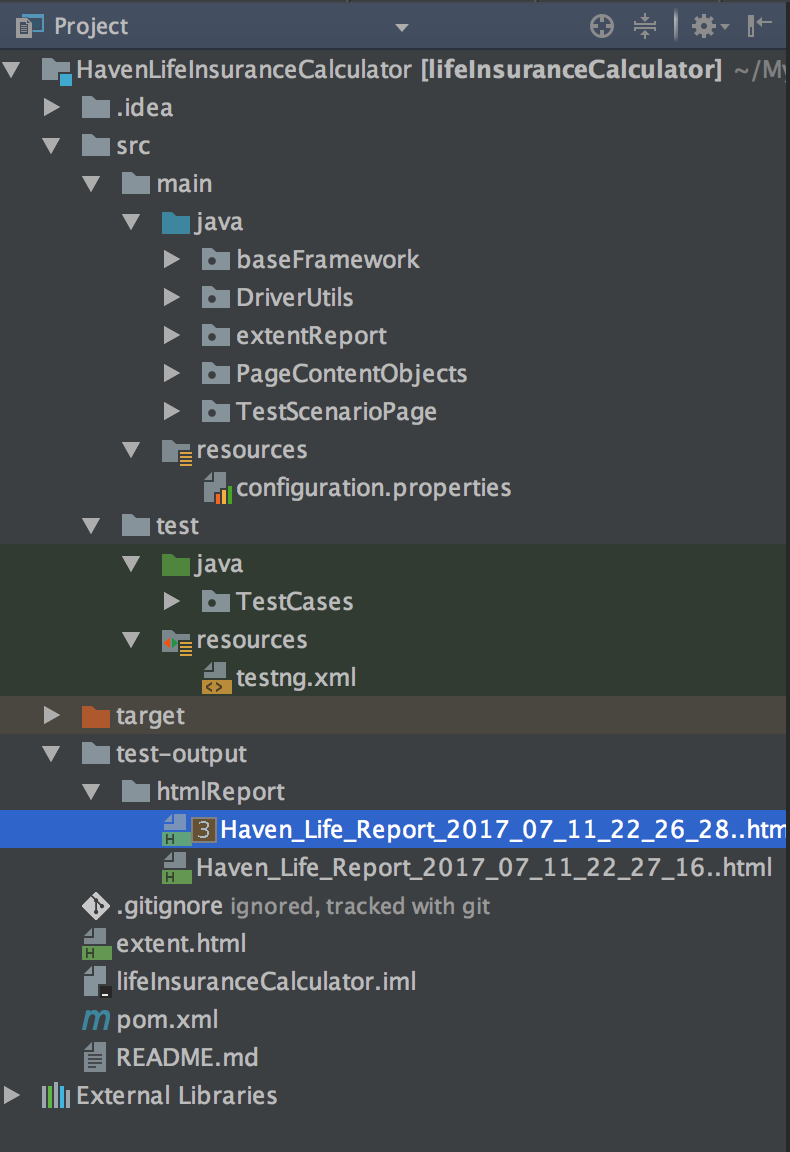 Project
HavenLifeInsuranceCalculator [lifeInsuranceCalculator] ~/M
.idea
src
main
java
baseFramework
DriverUtils
extentReport
PageContentObjects
TestScenarioPage
resources
configuration.properties
test
java
TestCases
resources
testng.xml
target
test-output
htmlReport
3 Haven_Life_Report_2017_07_11_22_26_28..htm
H Haven_Life_Report_2017_07_11_22_27_16..html
.gitignore ignored, tracked with git
H extent.html
lifeInsuranceCalculator.iml
m pom.xml
README.md
External Libraries